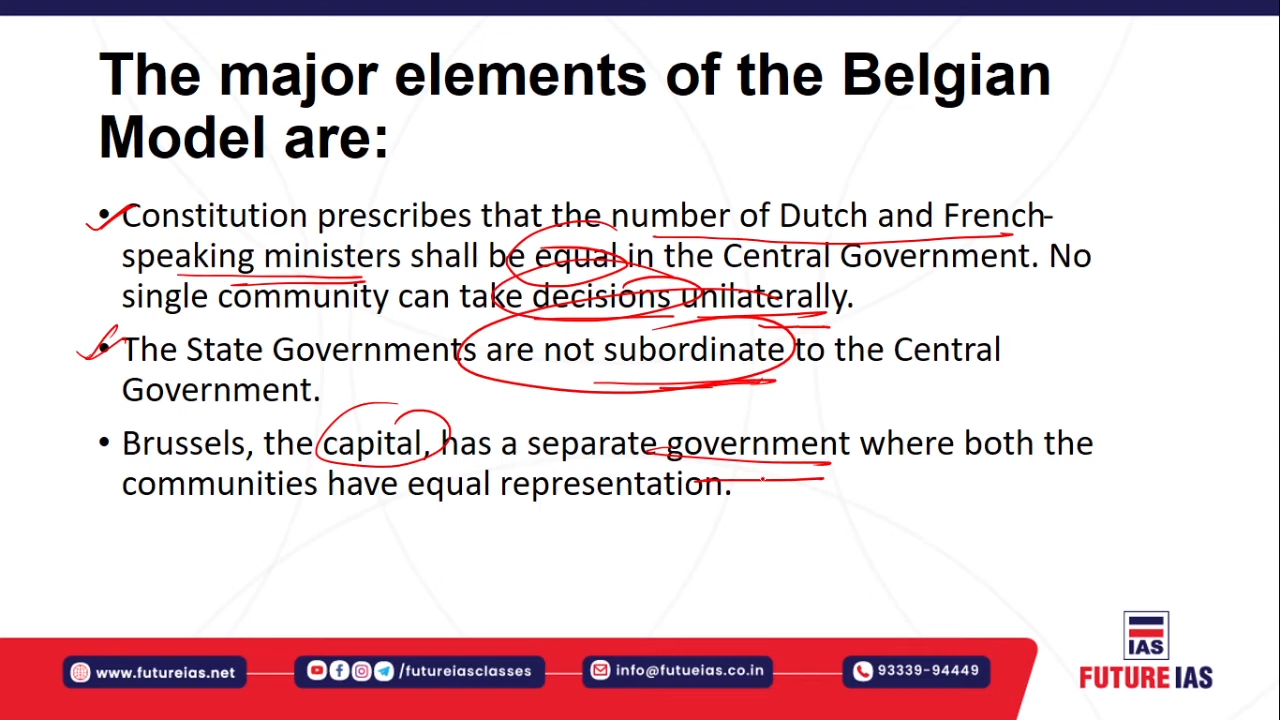 The major elements of the Belgian
Model are:
• Constitution prescribes that the number of Dutch and French-
speaking ministers shall be equal in the Central Government. No
single community can take decisions unilaterally.
• The State Governments are not subordinate to the Central
Government.
• Brussels, the capital, has a separate government where both the
communities have equal representation.
www.futureias.net
/futureiasclasses
info@futueias.co.in
93339-94449
IAS
FUTURE IAS